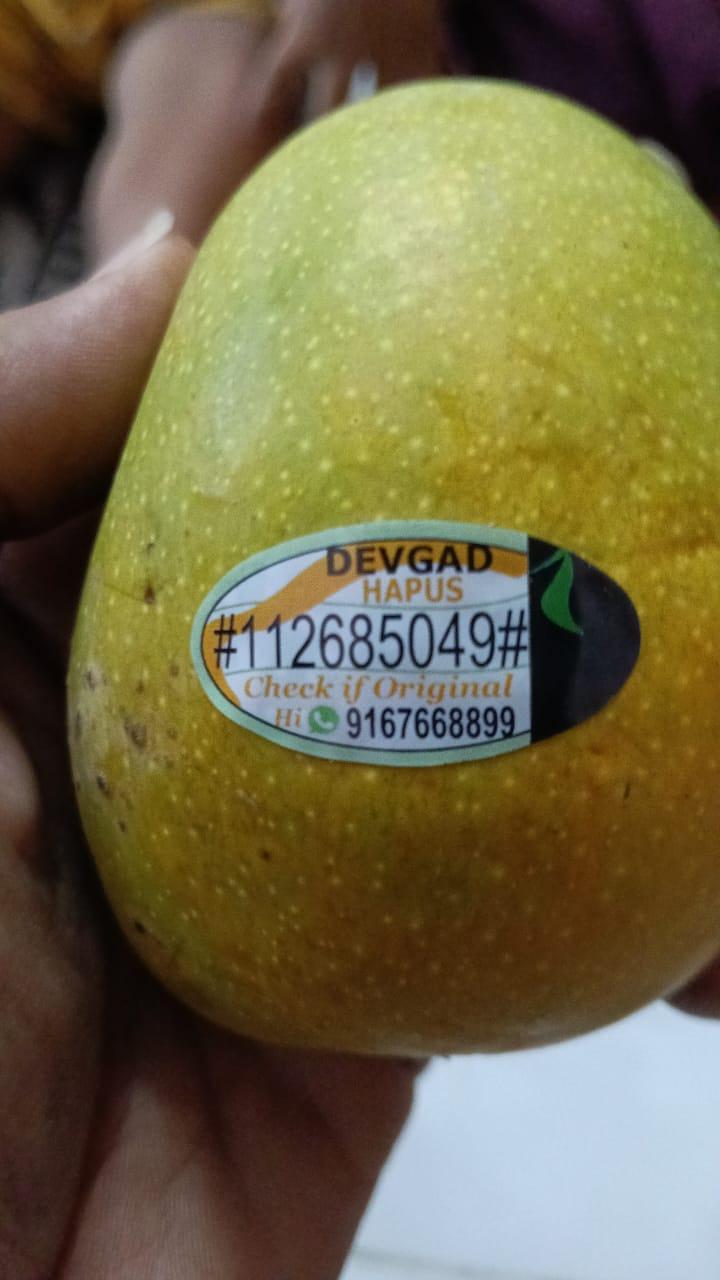 DEVGAD
HAPUS
#112685049#
Check if Original
Hi 9167668899